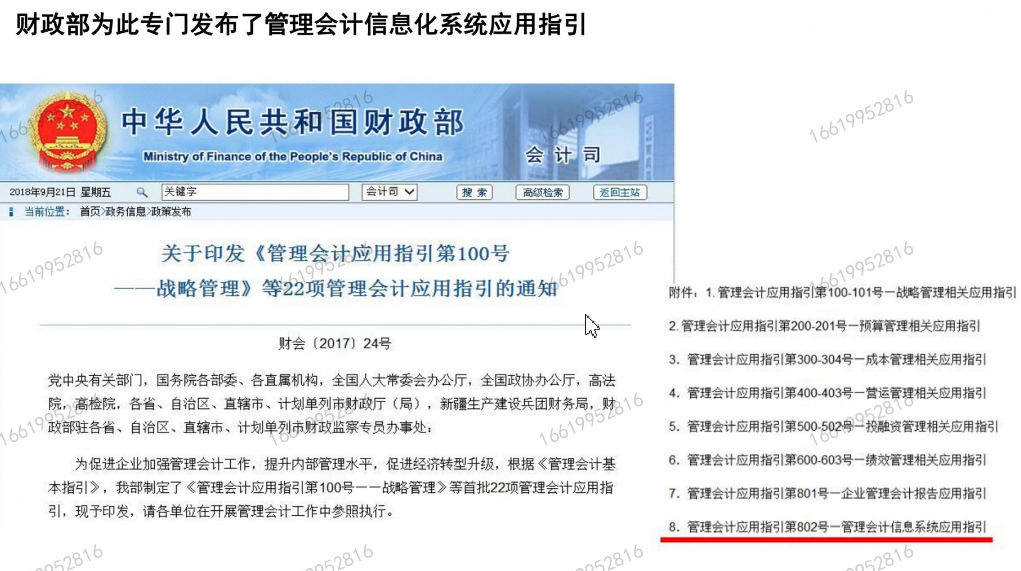 财政部为此专门发布了管理会计信息化系统应用指引
中华人民共和国财政部
Ministry of Finance of the People's Republic of China
会计司
2018年9月21日 星期五 关键字 会计司 搜索 高级检索 返回主站
当前位置： 首页>政务信息>政策发布
关于印发《管理会计应用指引第100号
——战略管理》等22项管理会计应用指引的通知
财会〔2017〕24号
党中央有关部门，国务院各部委、各直属机构，全国人大常委会办公厅，全国政协办公厅，高法
院，高检院，各省、自治区、直辖市、计划单列市财政厅（局），新疆生产建设兵团财务局，财
政部驻各省、自治区、直辖市、计划单列市财政监察专员办事处：
为促进企业加强管理会计工作，提升内部管理水平，促进经济转型升级，根据《管理会计基
本指引》，我部制定了《管理会计应用指引第100号——战略管理》等首批22项管理会计应用指
引，现予印发，请各单位在开展管理会计工作中参照执行。
附件：1.管理会计应用指引第100-101号—战略管理相关应用指引
2.管理会计应用指引第200-201号—预算管理相关应用指引
3. 管理会计应用指引第300-304号—成本管理相关应用指引
4. 管理会计应用指引第400-403号—营运管理相关应用指引
5. 管理会计应用指引第500-502号—投融资管理相关应用指引
6. 管理会计应用指引第600-603号—绩效管理相关应用指引
7. 管理会计应用指引第801号—企业管理会计报告应用指引
8. 管理会计应用指引第802号—管理会计信息系统应用指引
16619952816